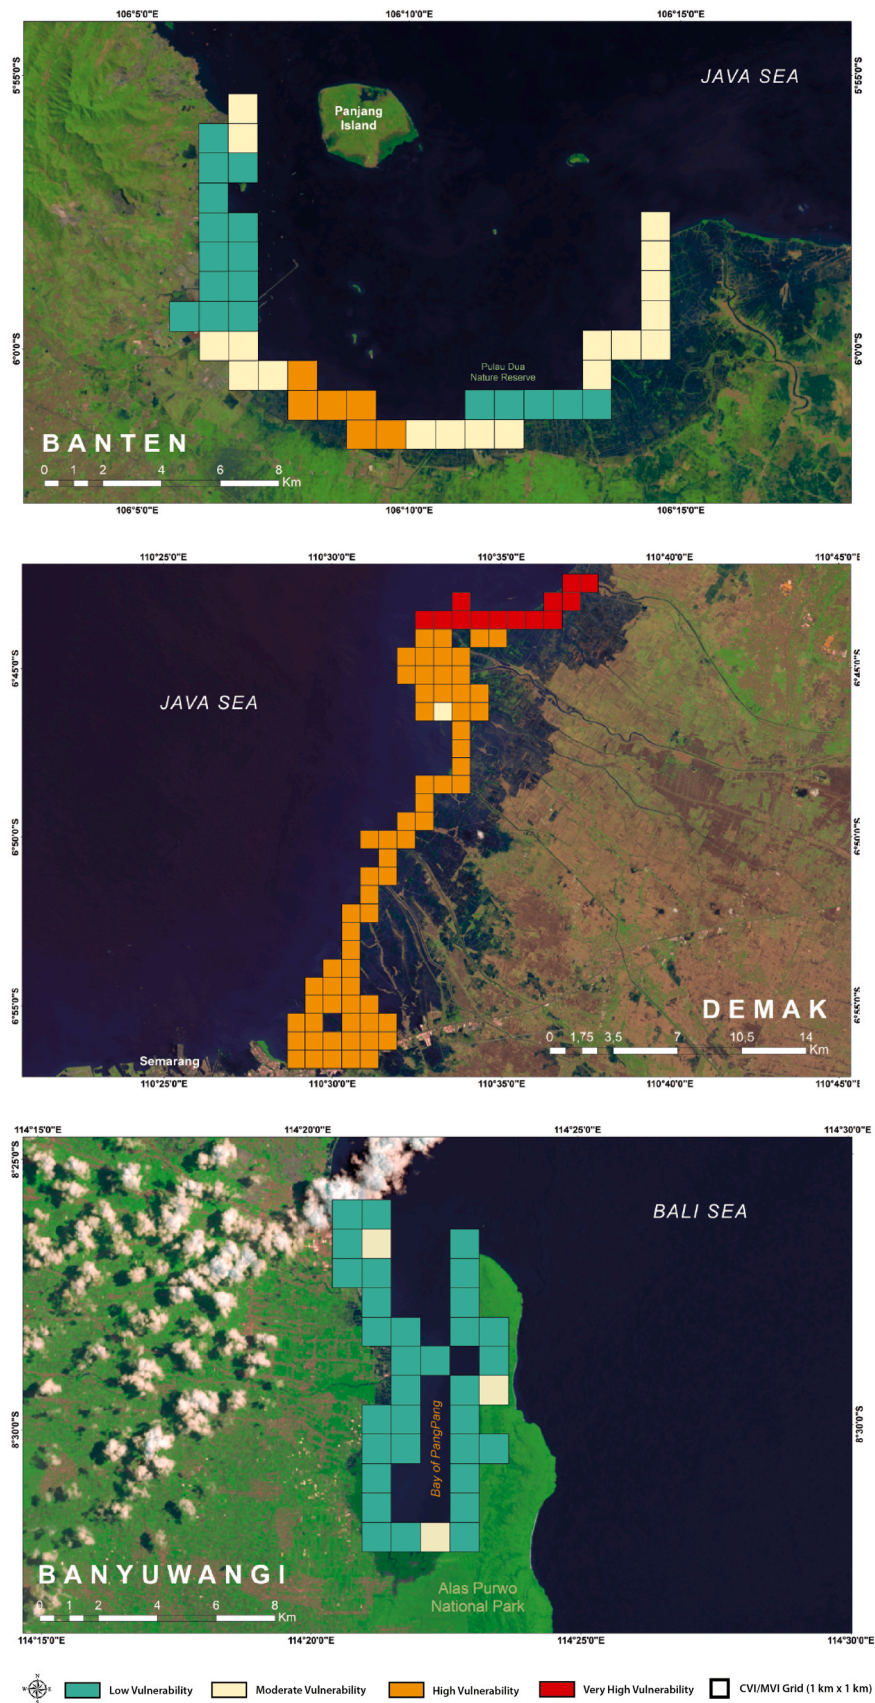 106°5'0"E 106°10'0"E 106°15'0"E
5°55'0"S
5°55'0"S
JAVA SEA
Panjang
Island
6°0'0"S
6°0'0"S
Pulau Dua
Nature Reserve
BANTEN
0 1 2 4 6 8
Km
106°5'0"E 106°10'0"E 106°15'0"E
110°25'0"E 110°30'0"E 110°35'0"E 110°40'0"E 110°45'0"E
6°45'0"S
6°45'0"S
JAVA SEA
6°50'0"S
6°50'0"S
6°55'0"S
6°55'0"S
DEMAK
0 1,75 3,5 7 10,5 14
Km
Semarang
110°25'0"E 110°30'0"E 110°35'0"E 110°40'0"E 110°45'0"E
114°15'0"E 114°20'0"E 114°25'0"E 114°30'0"E
8°25'0"S
BALI SEA
8°30'0"S
8°30'0"S
Bay of PangPang
BANYUWANGI
Alas Purwo
National Park
0 1 2 4 6 8
Km
114°15'0"E 114°20'0"E 114°25'0"E 114°30'0"E
N
W E
S
Low Vulnerability Moderate Vulnerability High Vulnerability Very High Vulnerability CVI/MVI Grid (1 km x 1 km)